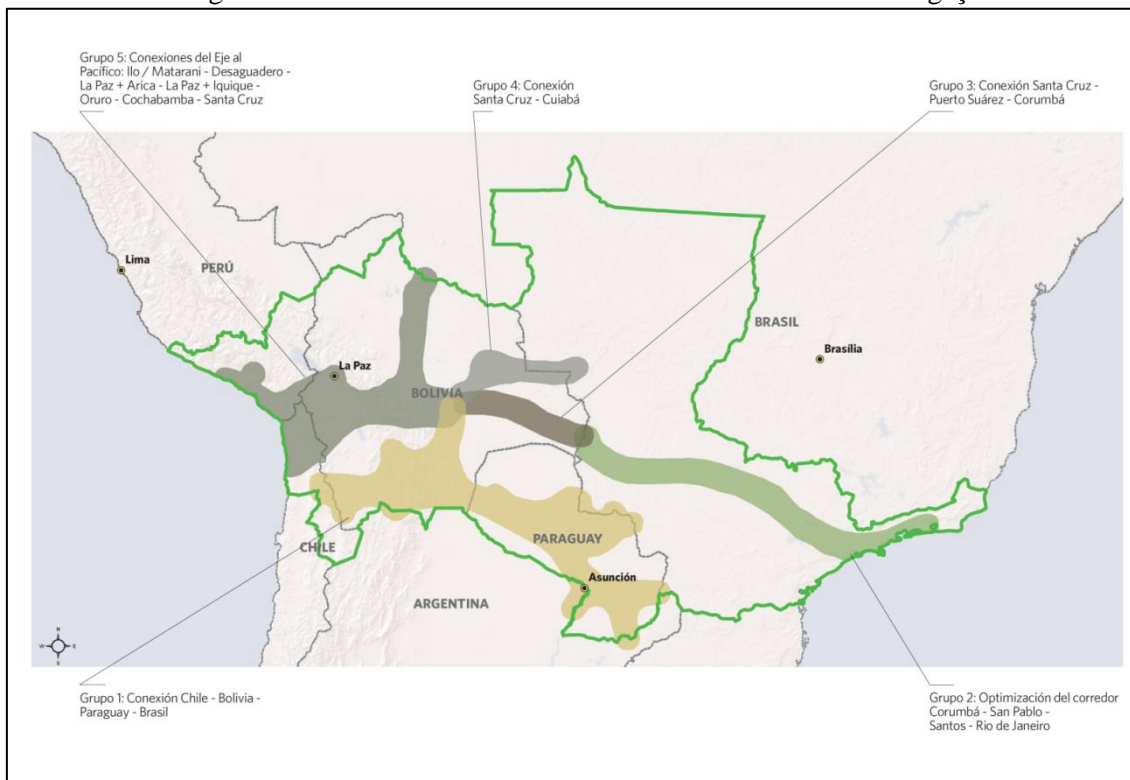 Grupo 5: Conexiones del Eje al
Pacífico: Ilo / Matarani - Desaguadero -
La Paz + Arica - La Paz + Iquique -
Oruro - Cochabamba - Santa Cruz
Grupo 4: Conexión
Santa Cruz - Cuiabá
Grupo 3: Conexión Santa Cruz -
Puerto Suárez - Corumbá
Lima
PERÚ
BRASIL
Brasília
La Paz
BOLIVIA
PARAGUAY
CHILE
Asunción
ARGENTINA
N
W
E
S
Grupo 1: Conexión Chile - Bolivia -
Paraguay - Brasil
Grupo 2: Optimización del corredor
Corumbá - San Pablo -
Santos - Rio de Janeiro